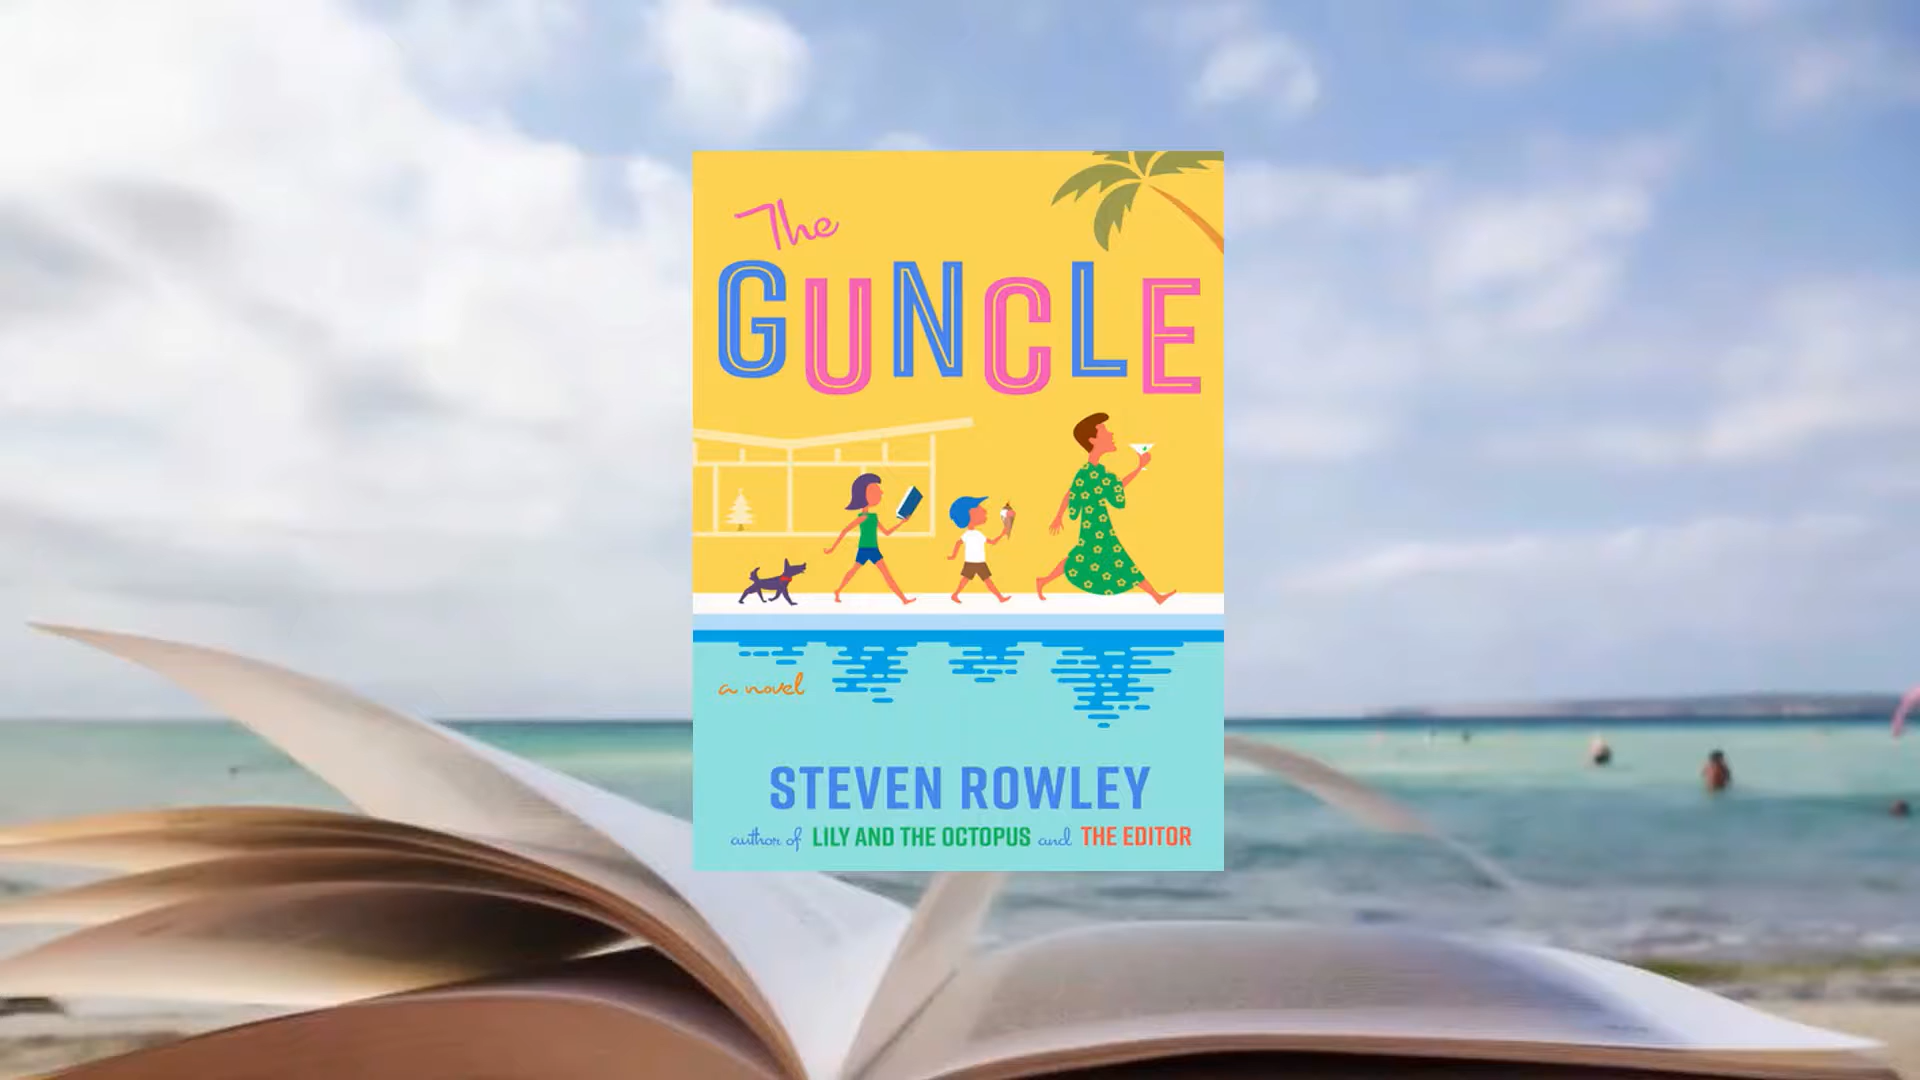 The
GUNCLE
a novel
STEVEN ROWLEY
author of LILY AND THE OCTOPUS and THE EDITOR